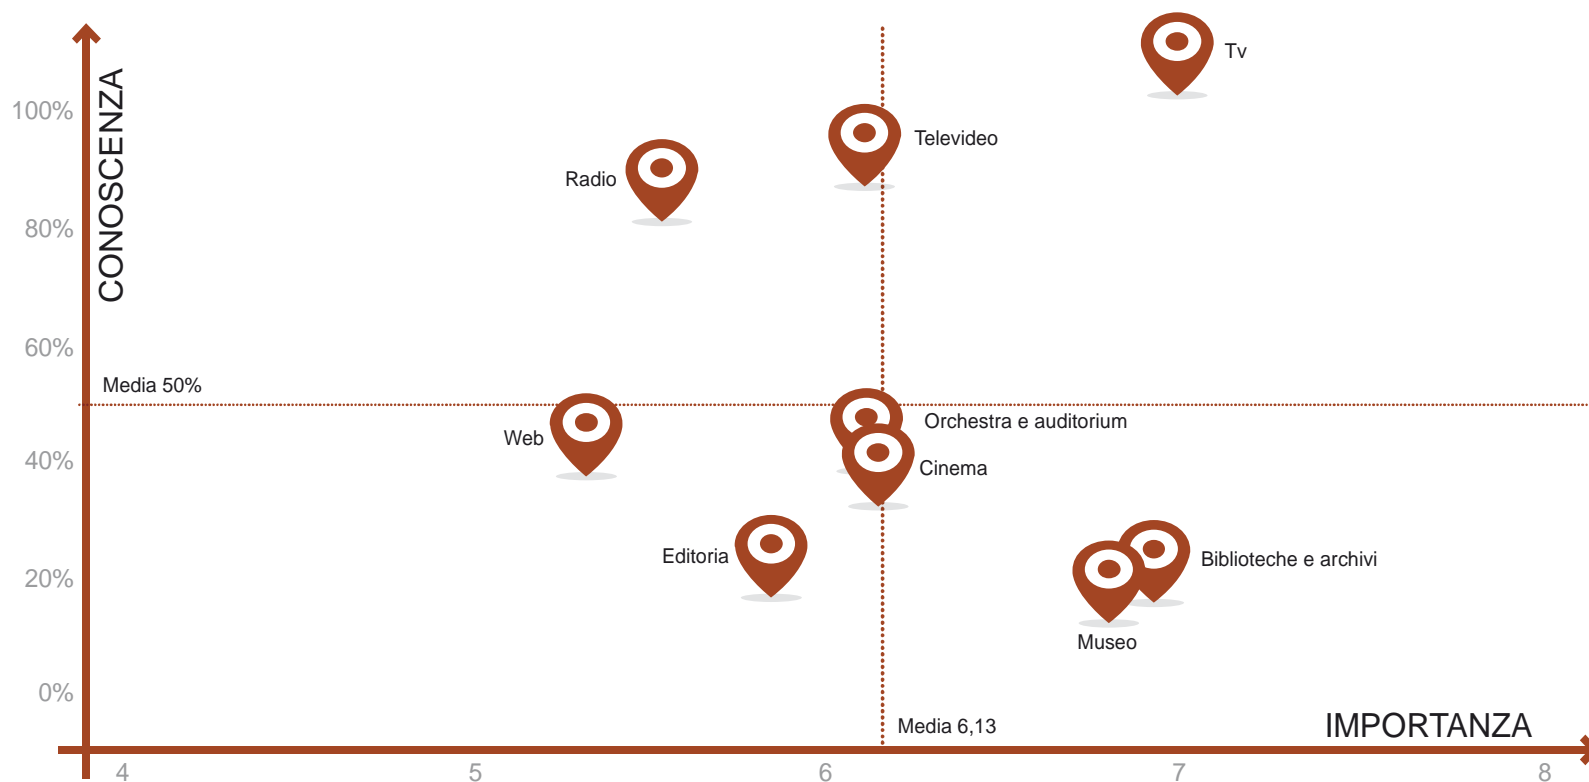 CONOSCENZA
100%
80%
60%
40%
20%
0%
Tv
Televideo
Radio
Media 50%
Orchestra e auditorium
Web
Cinema
Editoria
Biblioteche e archivi
Museo
Media 6,13
IMPORTANZA
4 5 6 7 8